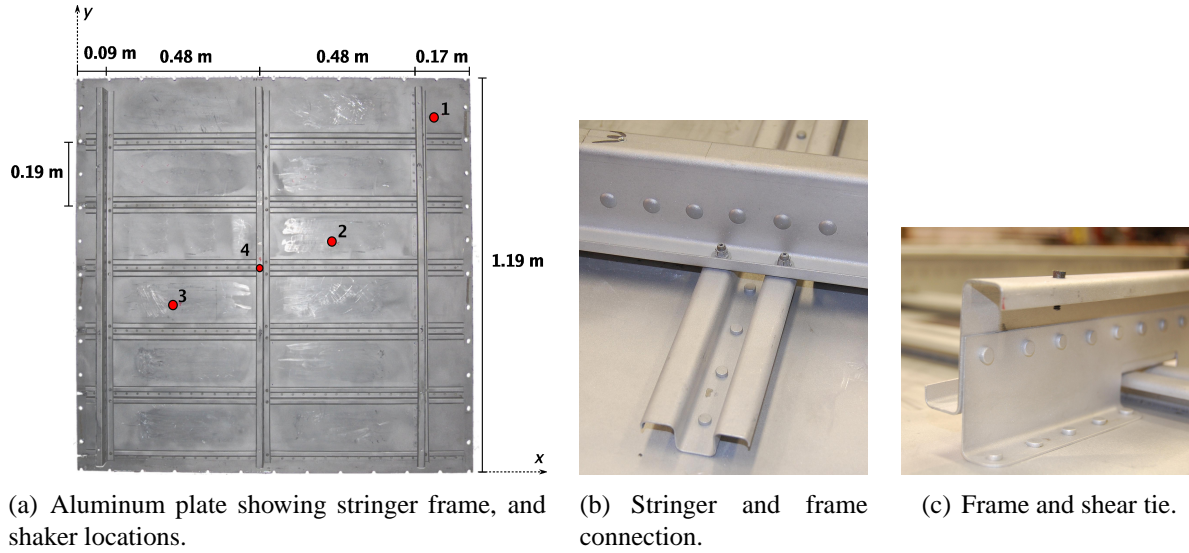 y
0.09 m 0.48 m 0.48 m 0.17 m
1
0.19 m
2
4
1.19 m
3
x
(a) Aluminum plate showing stringer frame, and
shaker locations.
(b) Stringer and frame
connection.
(c) Frame and shear tie.